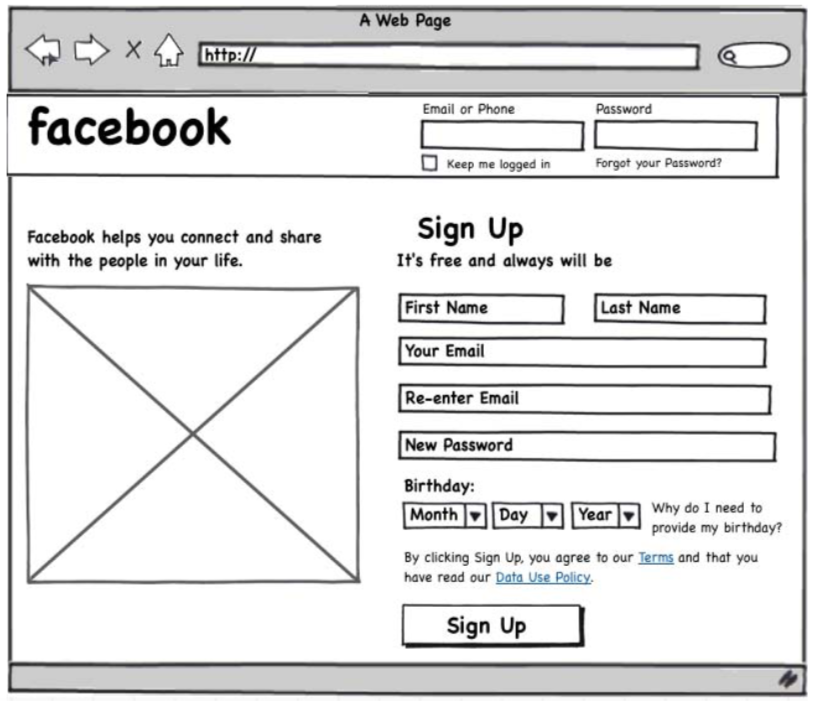 A Web Page
http://
facebook
Email or Phone
Password
Keep me logged in
Forgot your Password?
Facebook helps you connect and share
with the people in your life.
Sign Up
It's free and always will be
First Name
Last Name
Your Email
Re-enter Email
New Password
Birthday:
Month
Day
Year
Why do I need to
provide my birthday?
By clicking Sign Up, you agree to our Terms and that you
have read our Data Use Policy.
Sign Up